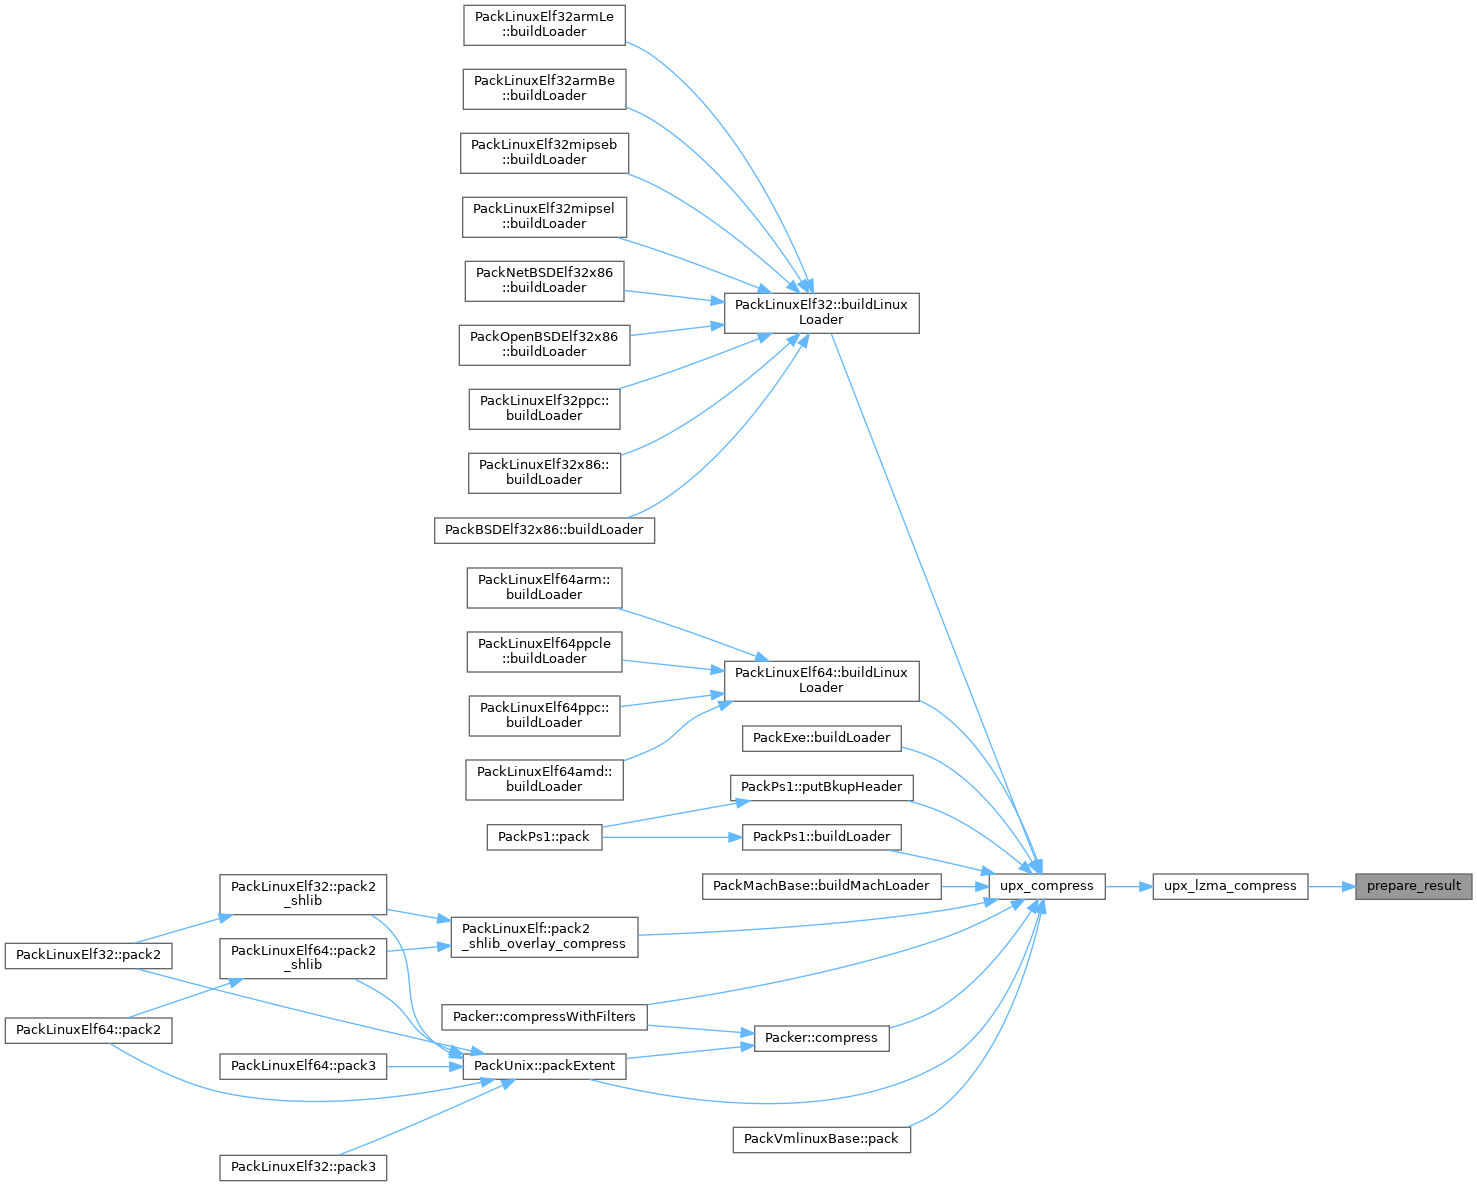 PackLinuxElf32armLe
::buildLoader
PackLinuxElf32armBe
::buildLoader
PackLinuxElf32mipseb
::buildLoader
PackLinuxElf32mipsel
::buildLoader
PackNetBSDElf32x86
::buildLoader
PackLinuxElf32::buildLinux
Loader
PackOpenBSDElf32x86
::buildLoader
PackLinuxElf32ppc::
buildLoader
PackLinuxElf32x86::
buildLoader
PackBSDElf32x86::buildLoader
PackLinuxElf64arm::
buildLoader
PackLinuxElf64ppcle
::buildLoader
PackLinuxElf64::buildLinux
Loader
PackLinuxElf64ppc::
buildLoader
PackExe::buildLoader
PackLinuxElf64amd::
buildLoader
PackPs1::putBkupHeader
PackPs1::pack
PackPs1::buildLoader
PackLinuxElf32::pack2
_shlib
PackMachBase::buildMachLoader
upx_compress
upx_lzma_compress
prepare_result
PackLinuxElf::pack2
_shlib_overlay_compress
PackLinuxElf32::pack2
PackLinuxElf64::pack2
_shlib
Packer::compressWithFilters
PackLinuxElf64::pack2
Packer::compress
PackLinuxElf64::pack3
PackUnix::packExtent
PackVmlinuxBase::pack
PackLinuxElf32::pack3